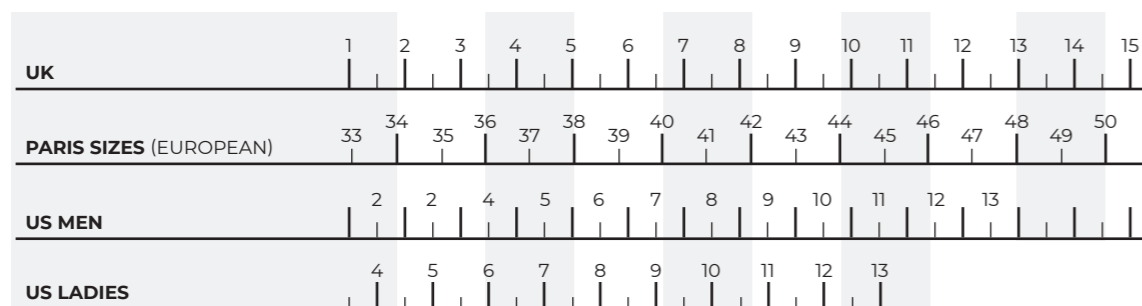 1 2 3 4 5 6 7 8 9 10 11 12 13 14 15
UK
33 34 35 36 37 38 39 40 41 42 43 44 45 46 47 48 49 50
PARIS SIZES (EUROPEAN)
2 2 4 5 6 7 8 9 10 11 12 13
US MEN
4 5 6 7 8 9 10 11 12 13
US LADIES